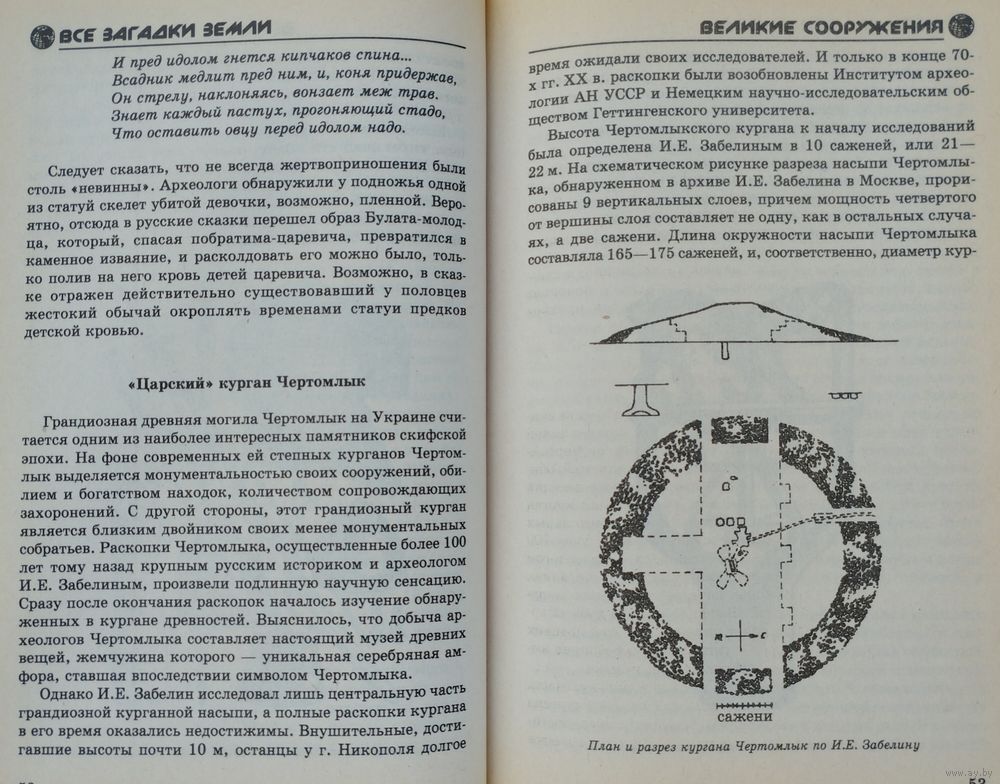 ВСЕ ЗАГАДКИ ЗЕМЛИ
И пред идолом гнется кипчаков спина...
Всадник медлит пред ним, и, коня придержав,
Он стрелу, наклоняясь, вонзает меж трав.
Знает каждый пастух, прогоняющий стадо,
Что оставить овцу перед идолом надо.
Следует сказать, что не всегда жертвоприношения были
столь «невинны». Археологи обнаружили у подножья одной
из статуй скелет убитой девочки, возможно, пленной. Веро-
ятно, отсюда в русские сказки перешел образ Булата-молод-
ца, который, спасая побратима-царевича, превратился в
каменное изваяние, и расколдовать его можно было, толь-
ко полив на него кровь детей царевича. Возможно, в сказ-
ке отражен действительно существовавший у половцев
жестокий обычай окроплять временами статуи предков
детской кровью.
«Царский» курган Чертомлык
Грандиозная древняя могила Чертомлык на Украине счи-
тается одним из наиболее интересных памятников скифской
эпохи. На фоне современных ей степных курганов Чертом-
лык выделяется монументальностью своих сооружений, оби-
лием и богатством находок, количеством сопровождающих
захоронений. С другой стороны, этот грандиозный курган
является близким двойником своих менее монументальных
собратьев. Раскопки Чертомлыка, осуществленные более 100
лет тому назад крупным русским историком и археологом
И.Е. Забелиным, произвели подлинную научную сенсацию.
Сразу после окончания раскопок началось изучение обнару-
женных в кургане древностей. Выяснилось, что добыча ар-
хеологов Чертомлыка составляет настоящий музей древних
вещей, жемчужина которого — уникальная серебряная ам-
фора, ставшая впоследствии символом Чертомлыка.
Однако И.Е. Забелин исследовал лишь центральную часть
грандиозной курганной насыпи, а полные раскопки кургана
в его время оказались недостижимы. Внушительные, дости-
гавшие высоты почти 10 м, останцы у г. Никополя долгое
ВЕЛИКИЕ СООРУЖЕНИЯ
время ожидали своих исследователей. И только в конце 70-
х гг. XX в. раскопки были возобновлены Институтом архео-
логии АН УССР и Немецким научно-исследовательским об-
ществом Геттингенского университета.
Высота Чертомлыкского кургана к началу исследований
была определена И.Е. Забелиным в 10 саженей, или 21—
22 м. На схематическом рисунке разреза насыпи Чертомлы-
ка, обнаруженном в архиве И.Е. Забелина в Москве, прори-
сованы 9 вертикальных слоев, причем мощность четвертого
от вершины слоя составляет не одну, как в остальных случа-
ях, а две сажени. Длина окружности насыпи Чертомлыка
составляла 165—175 саженей, и, соответственно, диаметр кур-
ю с
сажени
План и разрез кургана Чертомлык по И.Е. Забелину
www.ay.by